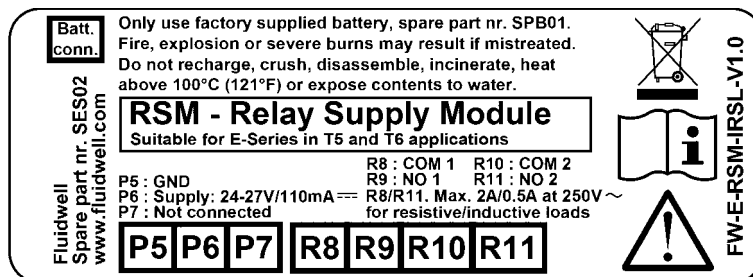 Batt.
conn.
Only use factory supplied battery, spare part nr. SPB01.
Fire, explosion or severe burns may result if mistreated.
Do not recharge, crush, disassemble, incinerate, heat
above 100°C (121°F) or expose contents to water.
RSM - Relay Supply Module
Suitable for E-Series in T5 and T6 applications
R8 : COM 1 R10 : COM 2
P5 : GND R9 : NO 1 R11 : NO 2
P6 : Supply: 24-27V/110mA⎓ R8/R11. Max. 2A/0.5A at 250V~
P7 : Not connected for resistive/inductive loads
P5 P6 P7 R8 R9 R10 R11
Fluidwell
Spare part nr. SES02
www.fluidwell.com
i
FW-E-RSM-IRSL-V1.0